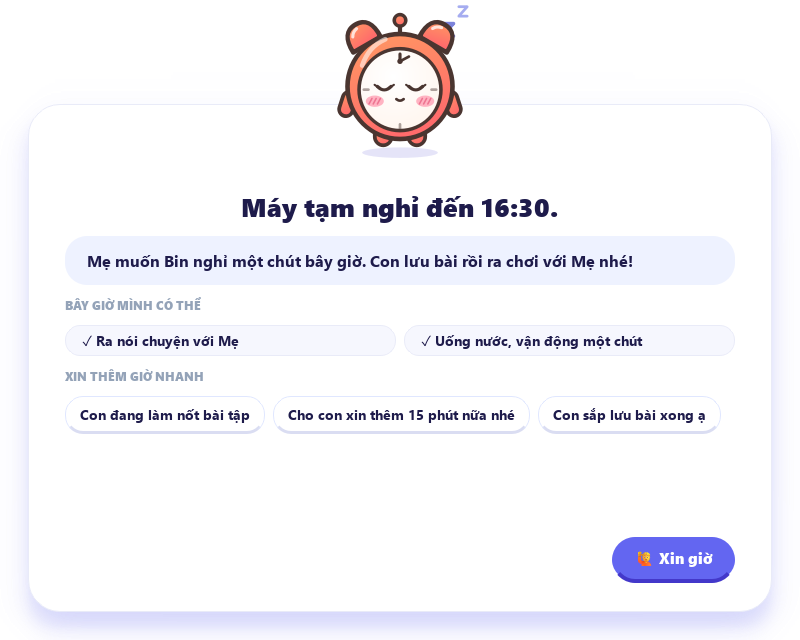 Z
Máy tạm nghỉ đến 16:30.
Mẹ muốn Bin nghỉ một chút bây giờ. Con lưu bài rồi ra chơi với Mẹ nhé!
BÂY GIỜ MÌNH CÓ THỂ
✓ Ra nói chuyện với Mẹ
✓ Uống nước, vận động một chút
XIN THÊM GIỜ NHANH
Con đang làm nốt bài tập
Cho con xin thêm 15 phút nữa nhé
Con sắp lưu bài xong ạ
Xin giờ